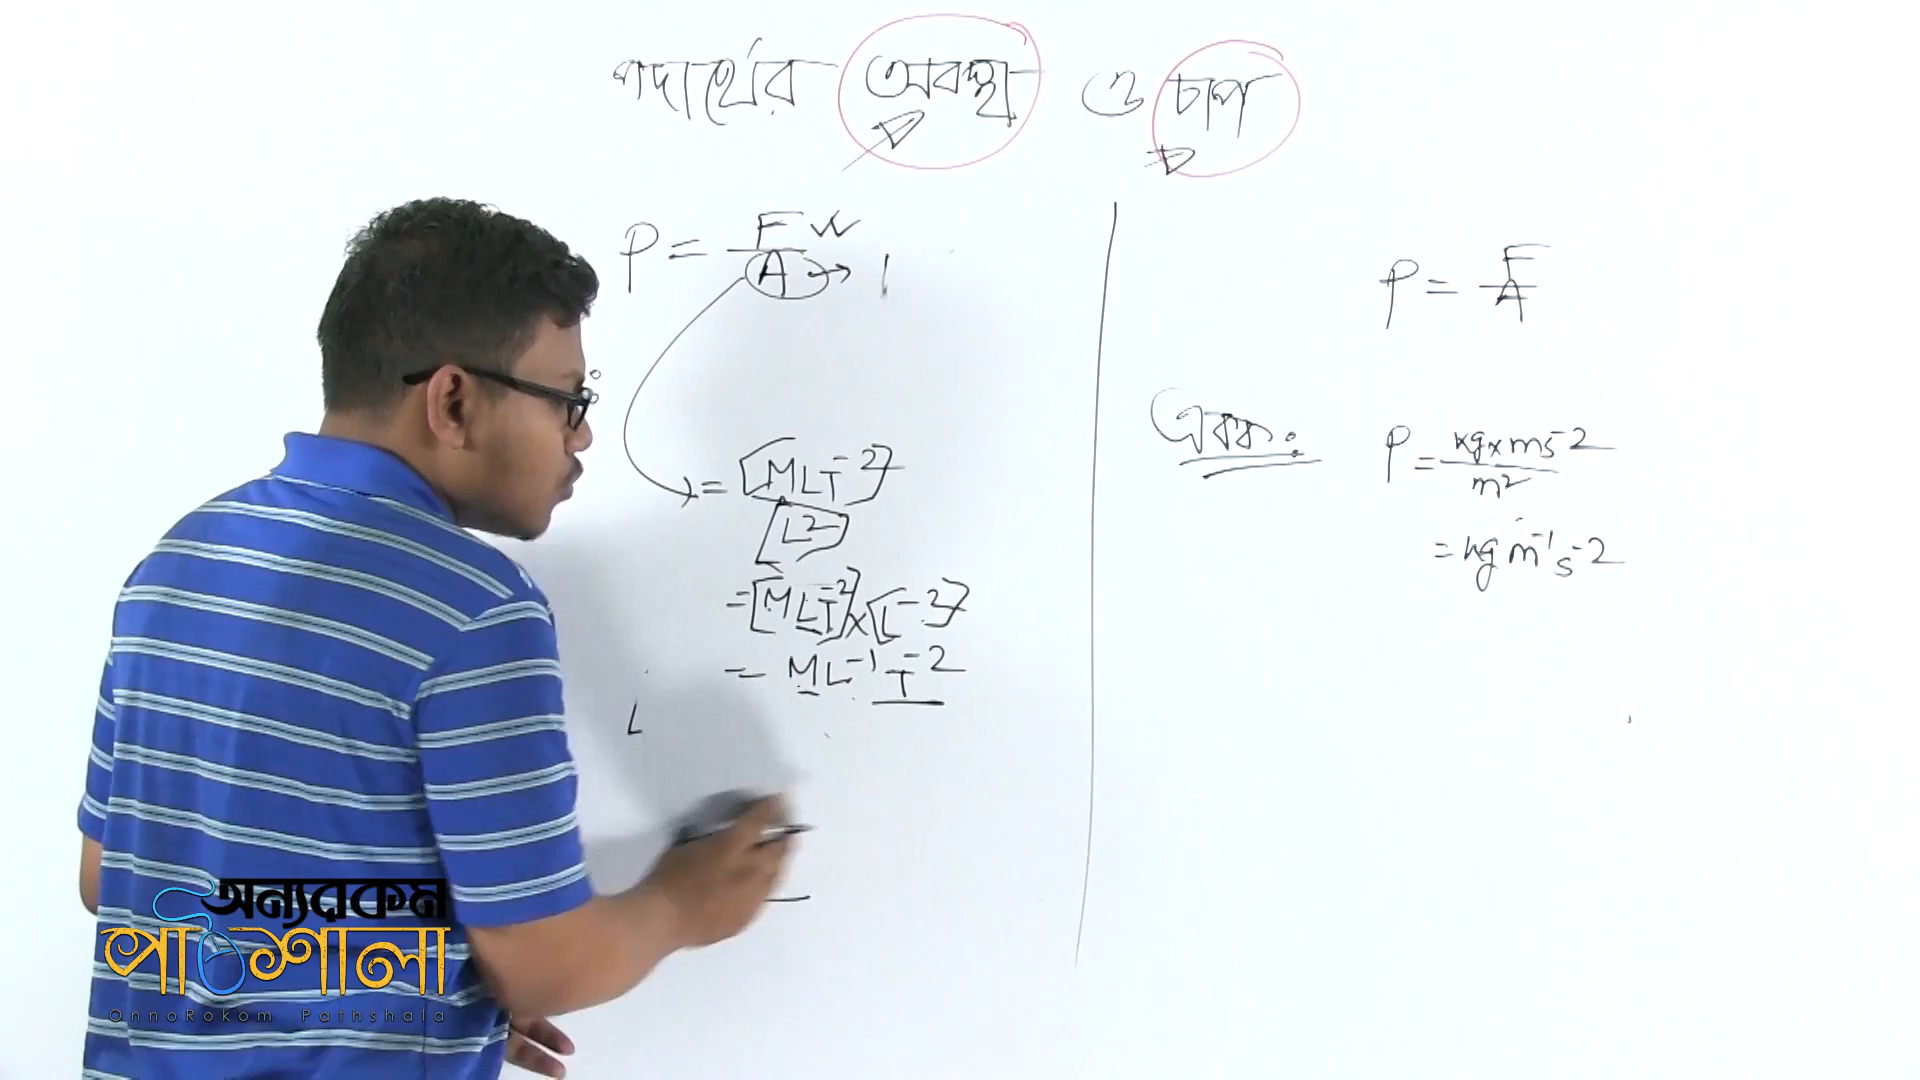 পদার্থের অবস্থা ও চাপ
P = F W
A → 1
= [MLT⁻²]
[L²]
= [MLT⁻²] × [L⁻²]
= ML⁻¹T⁻²
L
P = F
A
একক:
P = kg x ms⁻²
m²
= kg m⁻¹s⁻²
অন্যরকম
পাঠশালা
OnnoRoKom Pathshala